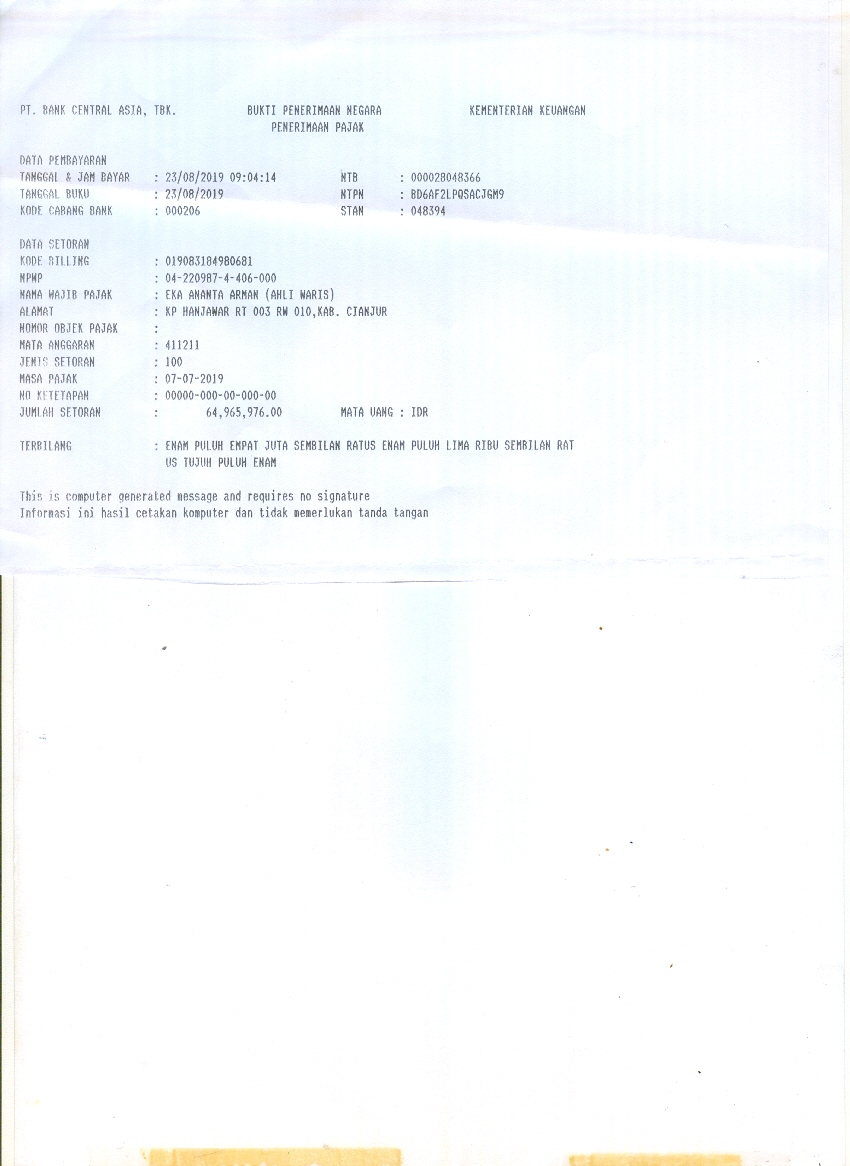 PT. BANK CENTRAL ASIA, TBK. BUKTI PENERIMAAN NEGARA KEMENTERIAN KEUANGAN
PENERIMAAN PAJAK
DATA PEMBAYARAN
TANGGAL & JAM BAYAR : 23/08/2019 09:04:14 NTB : 000028048366
TANGGAL BUKU : 23/08/2019 NTPN : BD6AF2LPQSACJGM9
KODE CABANG BANK : 000206 STAN : 048394
DATA SETORAN
KODE BILLING : 019083184980681
NPWP : 04-220987-4-406-000
NAMA WAJIB PAJAK : EKA ANANTA ARMAN (AHLI WARIS)
ALAMAT : KP HANJAWAR RT 003 RW 010,KAB. CIANJUR
NOMOR OBJEK PAJAK :
MATA ANGGARAN : 411211
JENIS SETORAN : 100
MASA PAJAK : 07-07-2019
NO KETETAPAN : 00000-000-00-000-00
JUMLAH SETORAN : 64,965,976.00 MATA UANG : IDR
TERBILANG : ENAM PULUH EMPAT JUTA SEMBILAN RATUS ENAM PULUH LIMA RIBU SEMBILAN RAT
US TUJUH PULUH ENAM
This is computer generated message and requires no signature
Informasi ini hasil cetakan komputer dan tidak memerlukan tanda tangan